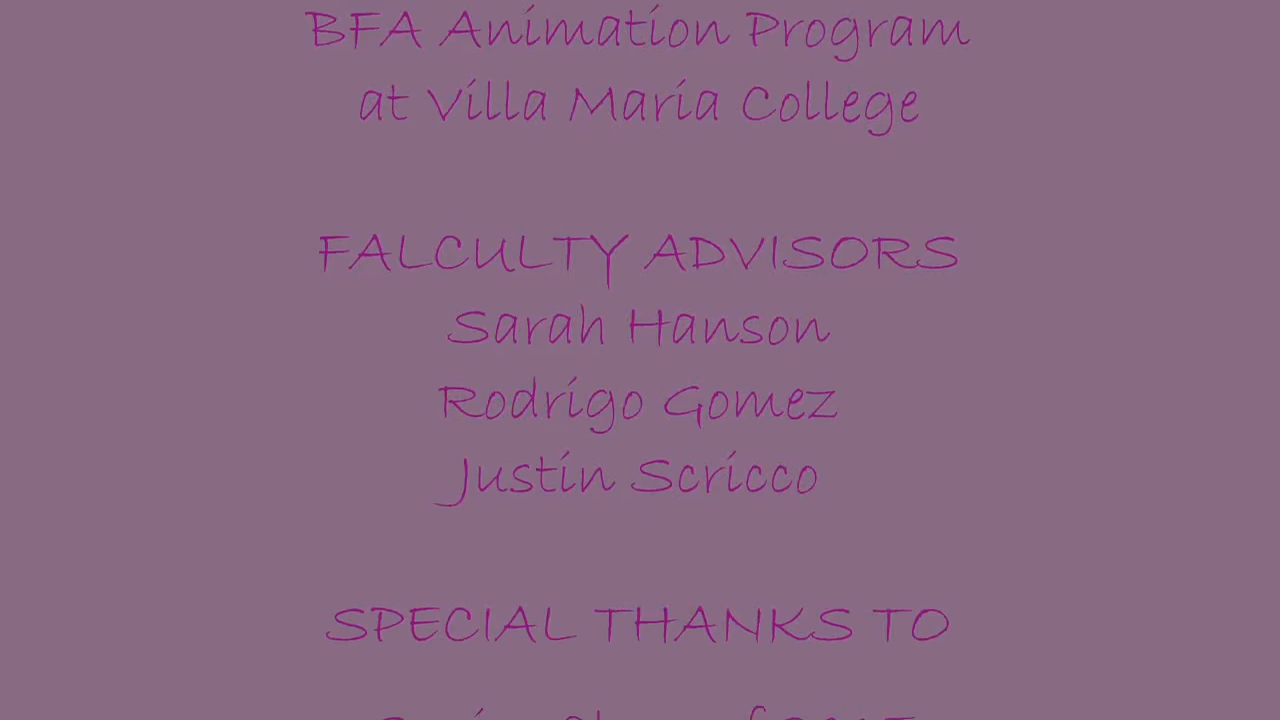 BFA Animation Program
at Villa Maria College
FALCULTY ADVISORS
Sarah Hanson
Rodrigo Gomez
Justin Scricco
SPECIAL THANKS TO